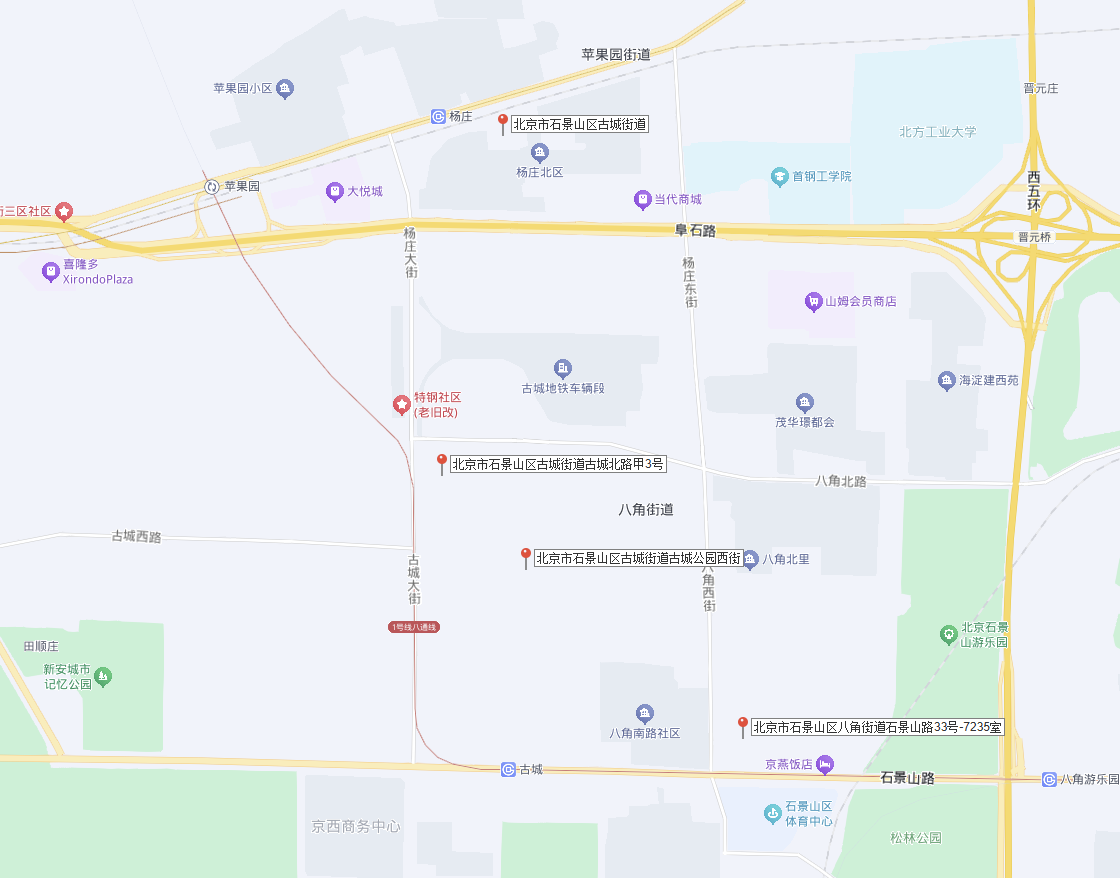 苹果园街道
苹果园小区
晋元庄
杨庄
北京市石景山区古城街道
北方工业大学
杨庄北区
首钢工学院
西五环
苹果园
大悦城
当代商城
三区社区
阜石路
杨庄大街
晋元桥
喜隆多
XirondoPlaza
杨庄东街
山姆会员商店
古城地铁车辆段
海淀建西苑
特钢社区
(老旧改)
茂华璟都会
北京市石景山区古城街道古城北路甲3号
八角北路
八角街道
古城西路
北京市石景山区古城街道古城公园西街
八角北里
古城大街
八角西街
1号线八通线
北京石景
山游乐园
田顺庄
新安城市
记忆公园
八角南路社区
北京市石景山区八角街道石景山路33号-7235室
京燕饭店
古城
石景山路
八角游乐园
石景山区
体育中心
京西商务中心
松林公园